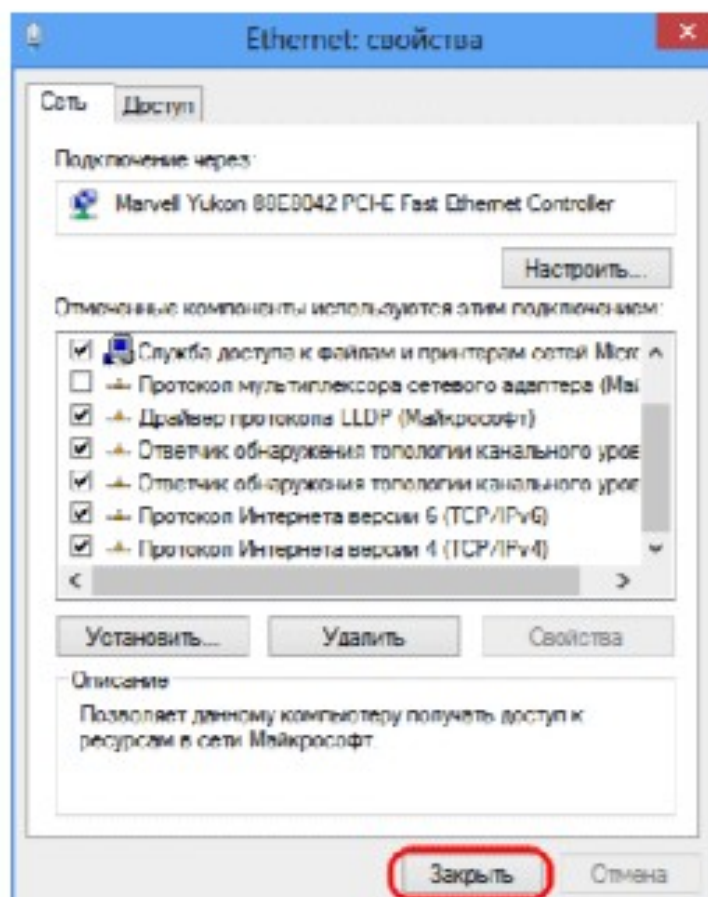 Ethernet: свойства
Сеть
Доступ
Подключение через:
Marvell Yukon 88E8042 PCI-E Fast Ethernet Controller
Настроить...
Отмеченные компоненты используются этим подключением:
Служба доступа к файлам и принтерам сетей Micr
Протокол мультиплексора сетевого адаптера (Май
Драйвер протокола LLDP (Майкрософт)
Ответчик обнаружения топологии канального уров
Ответчик обнаружения топологии канального уров
Протокол Интернета версии 6 (TCP/IPv6)
Протокол Интернета версии 4 (TCP/IPv4)
Установить...
Удалить
Свойства
Описание
Позволяет данному компьютеру получать доступ к
ресурсам в сети Майкрософт.
Закрыть
Отмена